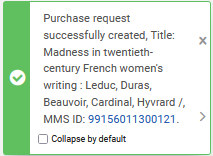 Purchase request
successfully created, Title:
Madness in twentieth-
century French women's
writing : Leduc, Duras,
Beauvoir, Cardinal, Hyvrard /,
MMS ID: 99156011300121.
Collapse by default